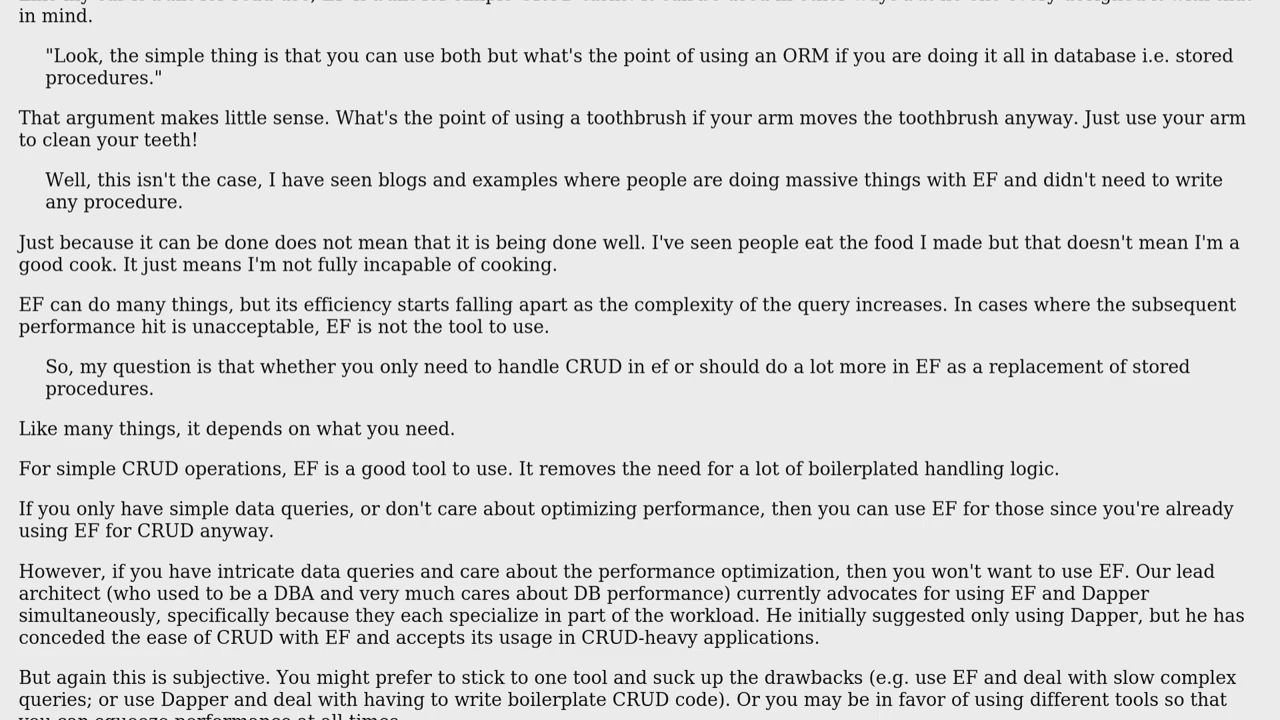 in mind.
"Look, the simple thing is that you can use both but what's the point of using an ORM if you are doing it all in database i.e. stored
procedures."
That argument makes little sense. What's the point of using a toothbrush if your arm moves the toothbrush anyway. Just use your arm
to clean your teeth!
Well, this isn't the case, I have seen blogs and examples where people are doing massive things with EF and didn't need to write
any procedure.
Just because it can be done does not mean that it is being done well. I've seen people eat the food I made but that doesn't mean I'm a
good cook. It just means I'm not fully incapable of cooking.
EF can do many things, but its efficiency starts falling apart as the complexity of the query increases. In cases where the subsequent
performance hit is unacceptable, EF is not the tool to use.
So, my question is that whether you only need to handle CRUD in ef or should do a lot more in EF as a replacement of stored
procedures.
Like many things, it depends on what you need.
For simple CRUD operations, EF is a good tool to use. It removes the need for a lot of boilerplated handling logic.
If you only have simple data queries, or don't care about optimizing performance, then you can use EF for those since you're already
using EF for CRUD anyway.
However, if you have intricate data queries and care about the performance optimization, then you won't want to use EF. Our lead
architect (who used to be a DBA and very much cares about DB performance) currently advocates for using EF and Dapper
simultaneously, specifically because they each specialize in part of the workload. He initially suggested only using Dapper, but he has
conceded the ease of CRUD with EF and accepts its usage in CRUD-heavy applications.
But again this is subjective. You might prefer to stick to one tool and suck up the drawbacks (e.g. use EF and deal with slow complex
queries; or use Dapper and deal with having to write boilerplate CRUD code). Or you may be in favor of using different tools so that
you can squeeze performance at all times.